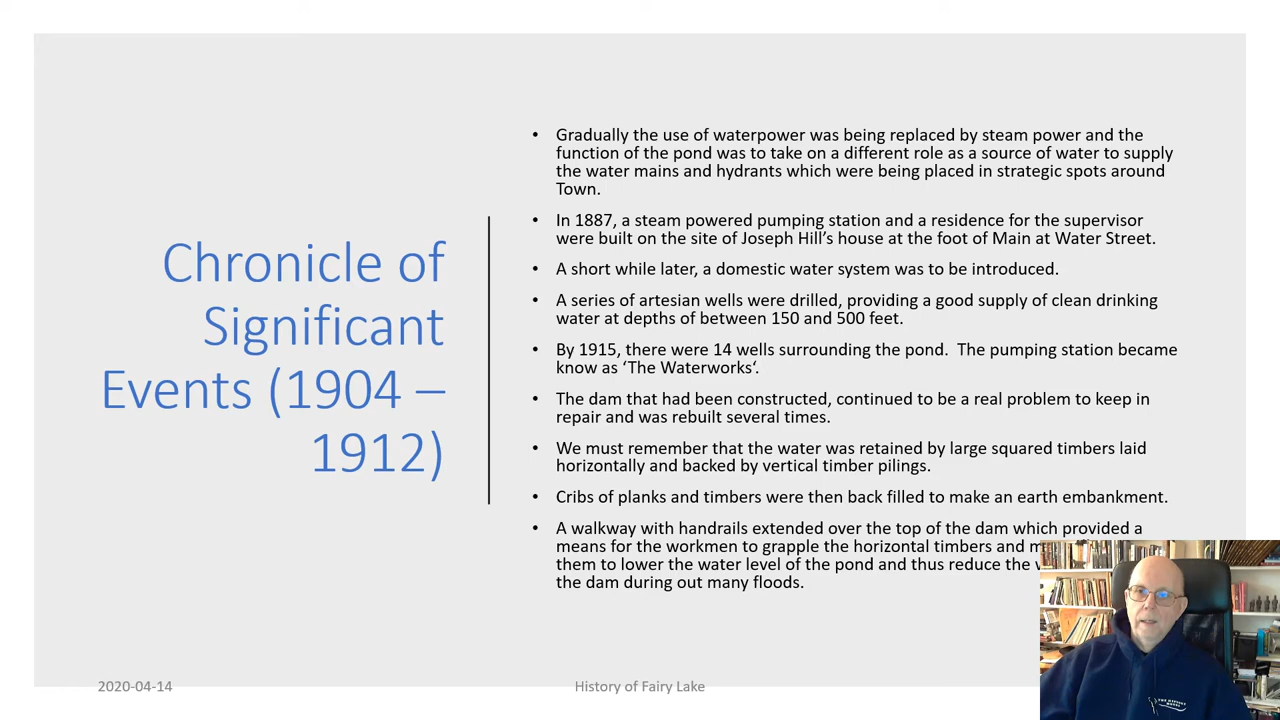 Chronicle of
Significant
Events (1904 –
1912)
• Gradually the use of waterpower was being replaced by steam power and the
function of the pond was to take on a different role as a source of water to supply
the water mains and hydrants which were being placed in strategic spots around
Town.
• In 1887, a steam powered pumping station and a residence for the supervisor
were built on the site of Joseph Hill’s house at the foot of Main at Water Street.
• A short while later, a domestic water system was to be introduced.
• A series of artesian wells were drilled, providing a good supply of clean drinking
water at depths of between 150 and 500 feet.
• By 1915, there were 14 wells surrounding the pond.  The pumping station became
know as ‘The Waterworks‘.
• The dam that had been constructed, continued to be a real problem to keep in
repair and was rebuilt several times.
• We must remember that the water was retained by large squared timbers laid
horizontally and backed by vertical timber pilings.
• Cribs of planks and timbers were then back filled to make an earth embankment.
• A walkway with handrails extended over the top of the dam which provided a
means for the workmen to grapple the horizontal timbers and
them to lower the water level of the pond and thus reduce the
the dam during out many floods.
2020-04-14
History of Fairy Lake